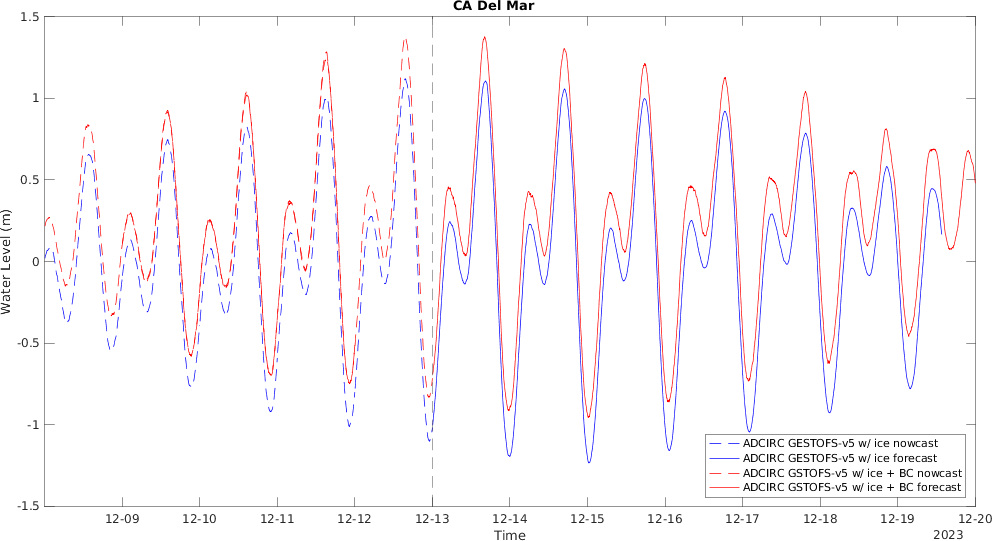 CA Del Mar
1.5
1
0.5
0
-0.5
-1
-1.5
Water Level (m)
12-09
12-10
12-11
12-12
12-13
12-14
12-15
12-16
12-17
12-18
12-19
12-20
Time
2023
ADCIRC GESTOFS-v5 w/ ice nowcast
ADCIRC GESTOFS-v5 w/ ice forecast
ADCIRC GSTOFS-v5 w/ ice + BC nowcast
ADCIRC GSTOFS-v5 w/ ice + BC forecast